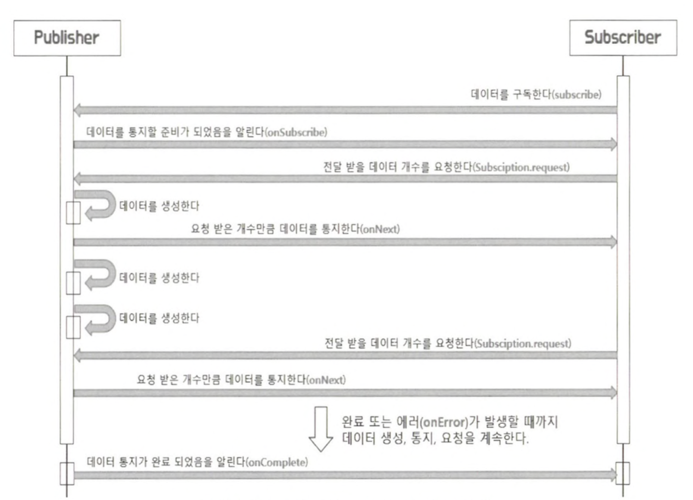 Publisher
Subscriber
데이터를 구독한다(subscribe)
데이터를 통지할 준비가 되었음을 알린다(onSubscribe)
전달 받을 데이터 개수를 요청한다(Subsciption.request)
데이터를 생성한다
요청 받은 개수만큼 데이터를 통지한다(onNext)
데이터를 생성한다
데이터를 생성한다
전달 받을 데이터 개수를 요청한다(Subsciption.request)
요청 받은 개수만큼 데이터를 통지한다(onNext)
완료 또는 에러(onError)가 발생할 때까지
데이터 생성, 통지, 요청을 계속한다.
데이터 통지가 완료 되었음을 알린다(onComplete)